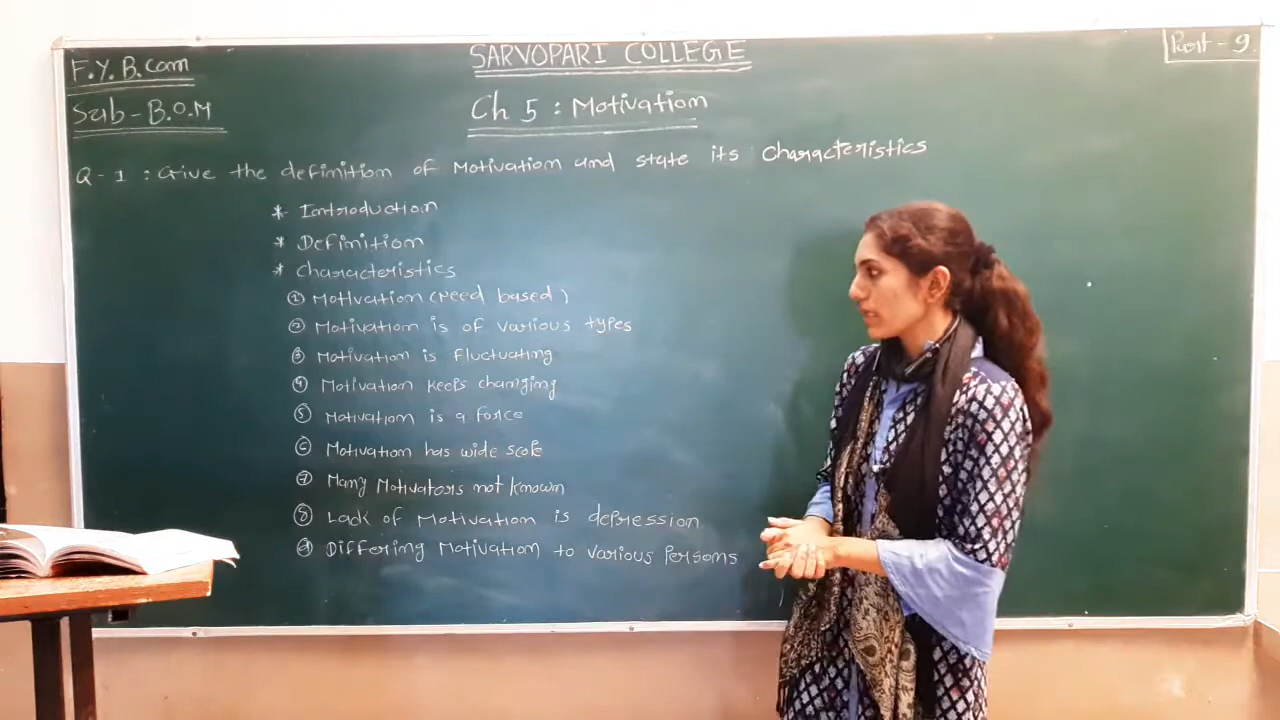 F.Y. B.Com
SARVOPARI COLLEGE
Part - 9
Sub - B.O.M
Ch 5 : Motivation
Q - 1 : Give the definition of Motivation and state its characteristics
* Introduction
* Definition
* Characteristics
① Motivation (Need based)
② Motivation is of various types
③ Motivation is Fluctuating
④ Motivation keeps changing
⑤ Motivation is a force
⑥ Motivation has wide scope
⑦ Many Motivators not known
⑧ Lack of Motivation is depression
⑨ Differing Motivation to various Persons